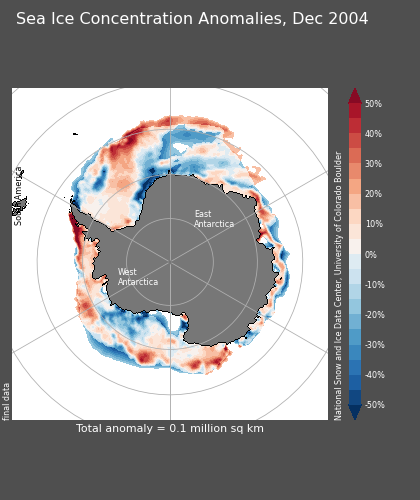 Sea Ice Concentration Anomalies, Dec 2004
South America
East
Antarctica
West
Antarctica
50%
40%
30%
20%
10%
0%
-10%
-20%
-30%
-40%
-50%
National Snow and Ice Data Center, University of Colorado Boulder
final data
Total anomaly = 0.1 million sq km